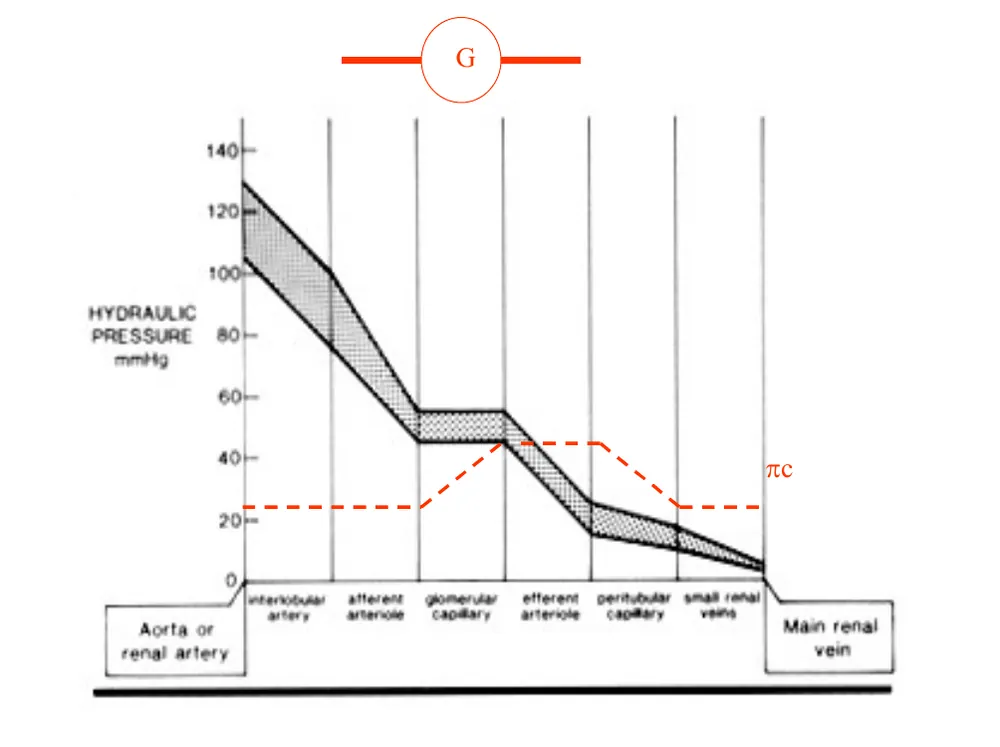 G
140
120
100
80
60
40
20
0
HYDRAULIC
PRESSURE
mmHg
πc
interlobular
artery
afferent
arteriole
glomerular
capillary
efferent
arteriole
peritubular
capillary
small renal
veins
Aorta or
renal artery
Main renal
vein